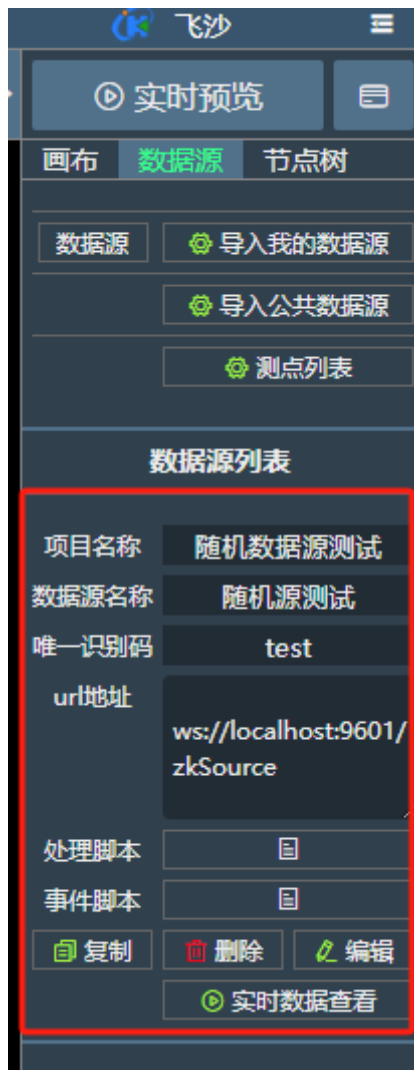 飞沙
实时预览
画布 数据源 节点树
数据源 导入我的数据源
导入公共数据源
测点列表
数据源列表
项目名称 随机数据源测试
数据源名称 随机源测试
唯一识别码 test
url地址
ws://localhost:9601/
zkSource
处理脚本
事件脚本
复制 删除 编辑
实时数据查看